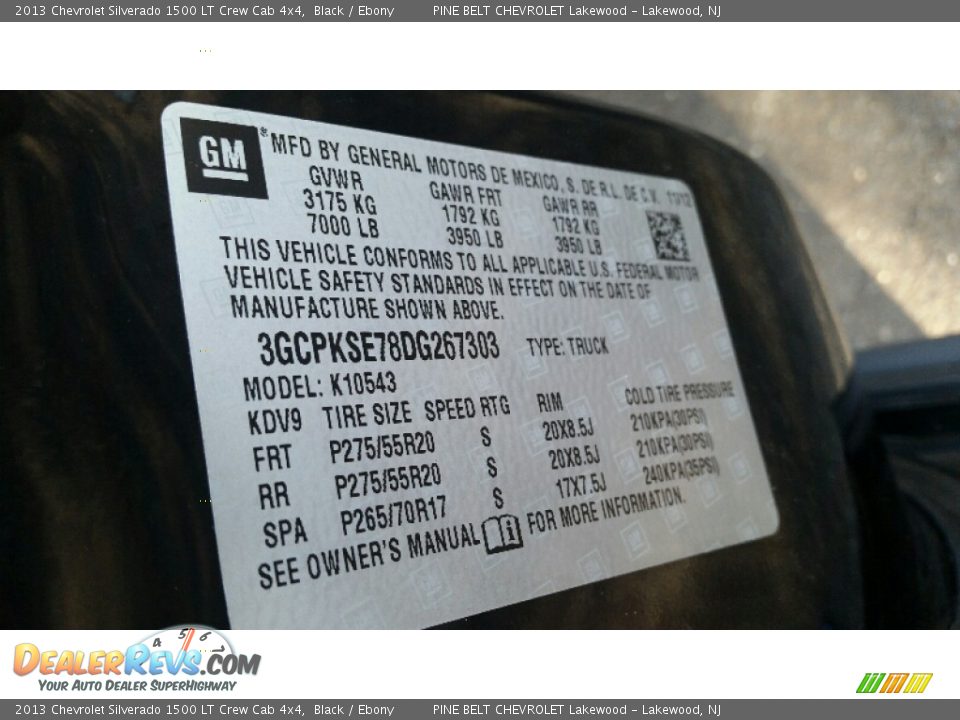 2013 Chevrolet Silverado 1500 LT Crew Cab 4x4, Black / Ebony PINE BELT CHEVROLET Lakewood - Lakewood, NJ
GM
*MFD BY GENERAL MOTORS DE MEXICO, S. DE R.L. DE C.V. 11/12
GVWR GAWR FRT GAWR RR
3175 KG 1792 KG 1792 KG
7000 LB 3950 LB 3950 LB
THIS VEHICLE CONFORMS TO ALL APPLICABLE U.S. FEDERAL MOTOR
VEHICLE SAFETY STANDARDS IN EFFECT ON THE DATE OF
MANUFACTURE SHOWN ABOVE.
3GCPKSE78DG267303 TYPE: TRUCK
MODEL: K10543
KDV9 TIRE SIZE SPEED RTG RIM COLD TIRE PRESSURE
FRT P275/55R20 S 20X8.5J 210KPA(30PSI)
RR P275/55R20 S 20X8.5J 210KPA(30PSI)
SPA P265/70R17 S 17X7.5J 240KPA(35PSI)
SEE OWNER'S MANUAL i FOR MORE INFORMATION.
4 5 6 7
DEALERREVS.COM
YOUR AUTO DEALER SUPERHIGHWAY
2013 Chevrolet Silverado 1500 LT Crew Cab 4x4, Black / Ebony PINE BELT CHEVROLET Lakewood - Lakewood, NJ